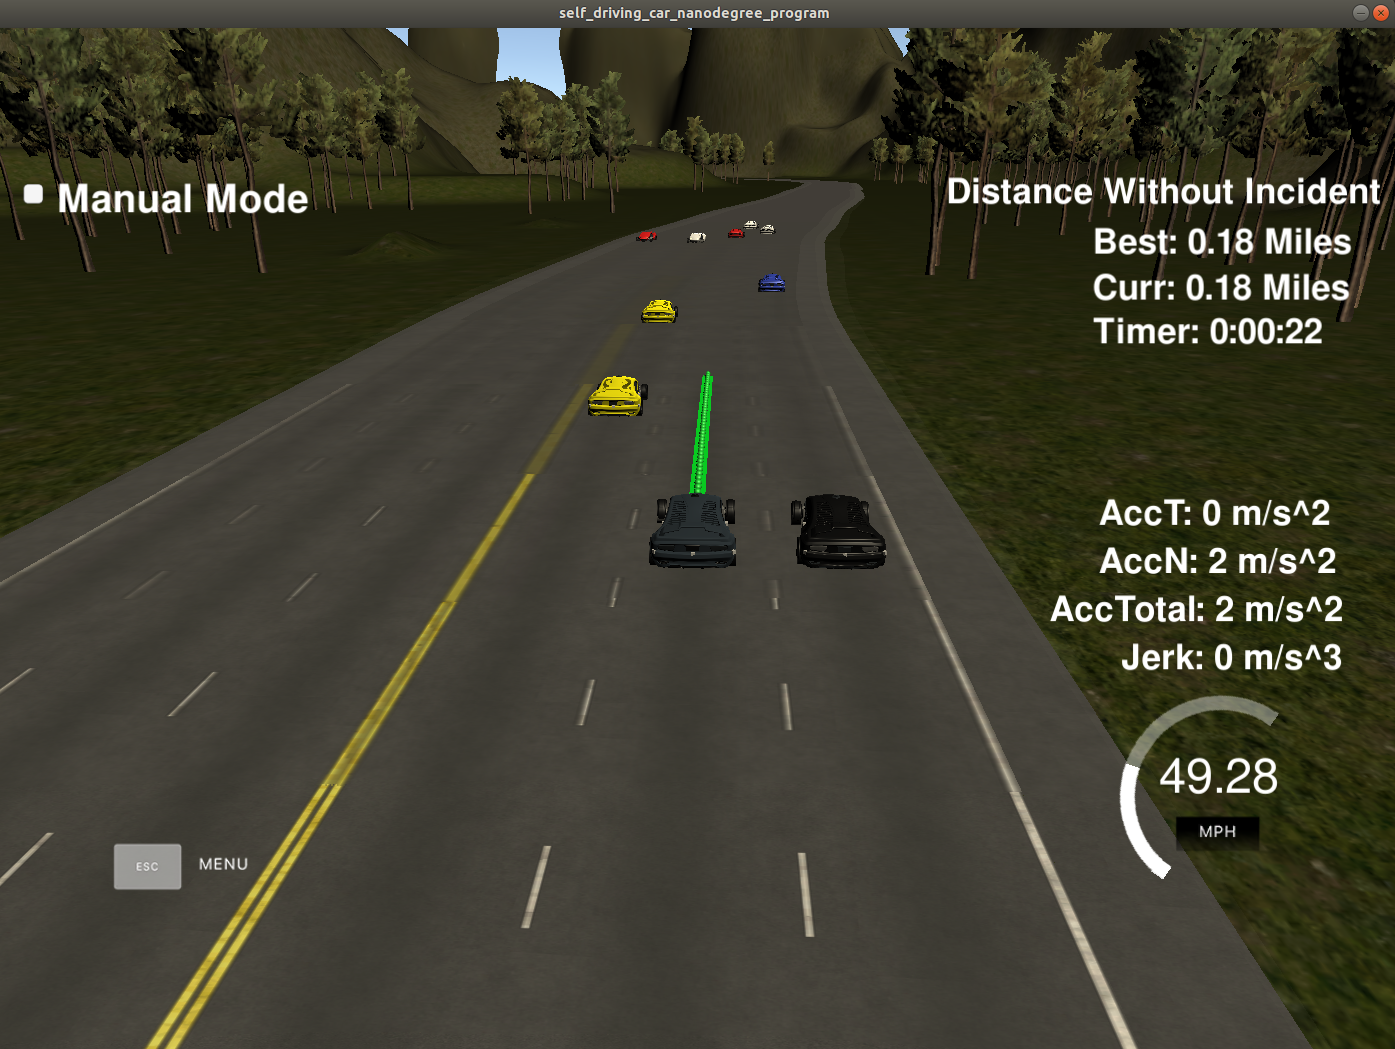 self_driving_car_nanodegree_program
Manual Mode
Distance Without Incident
Best: 0.18 Miles
Curr: 0.18 Miles
Timer: 0:00:22
AccT: 0 m/s^2
AccN: 2 m/s^2
AccTotal: 2 m/s^2
Jerk: 0 m/s^3
49.28
MPH
ESC MENU